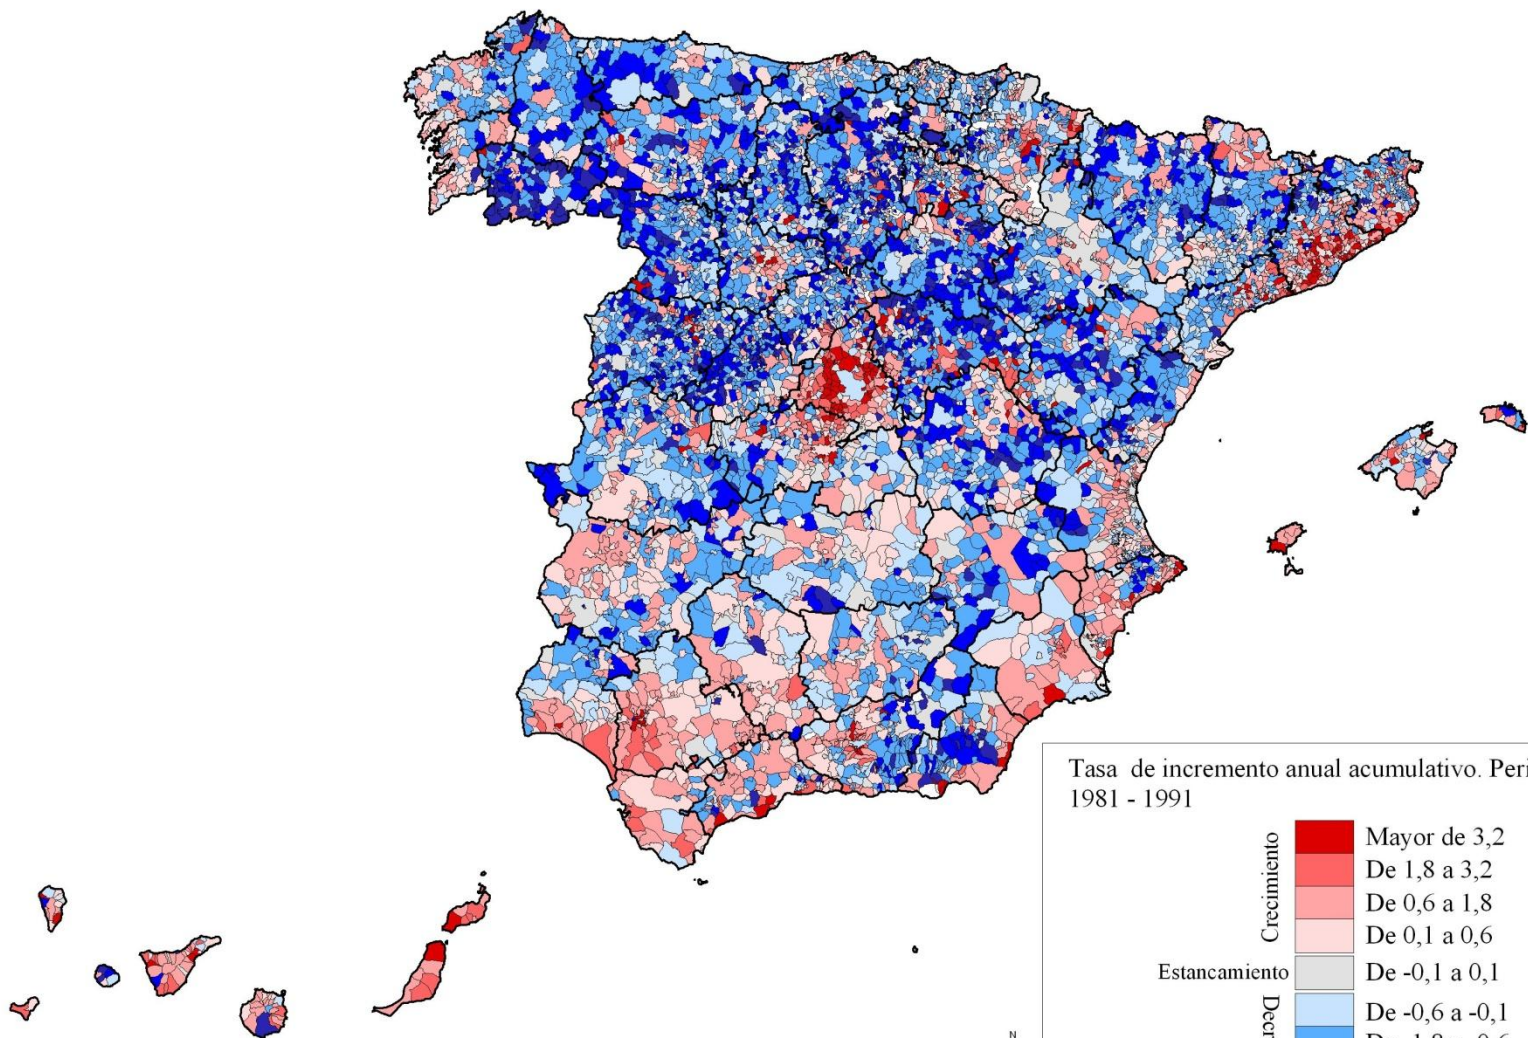 Tasa de incremento anual acumulativo. Peri
1981 - 1991
Crecimiento
Mayor de 3,2
De 1,8 a 3,2
De 0,6 a 1,8
De 0,1 a 0,6
Estancamiento De -0,1 a 0,1
Decr
De -0,6 a -0,1
N